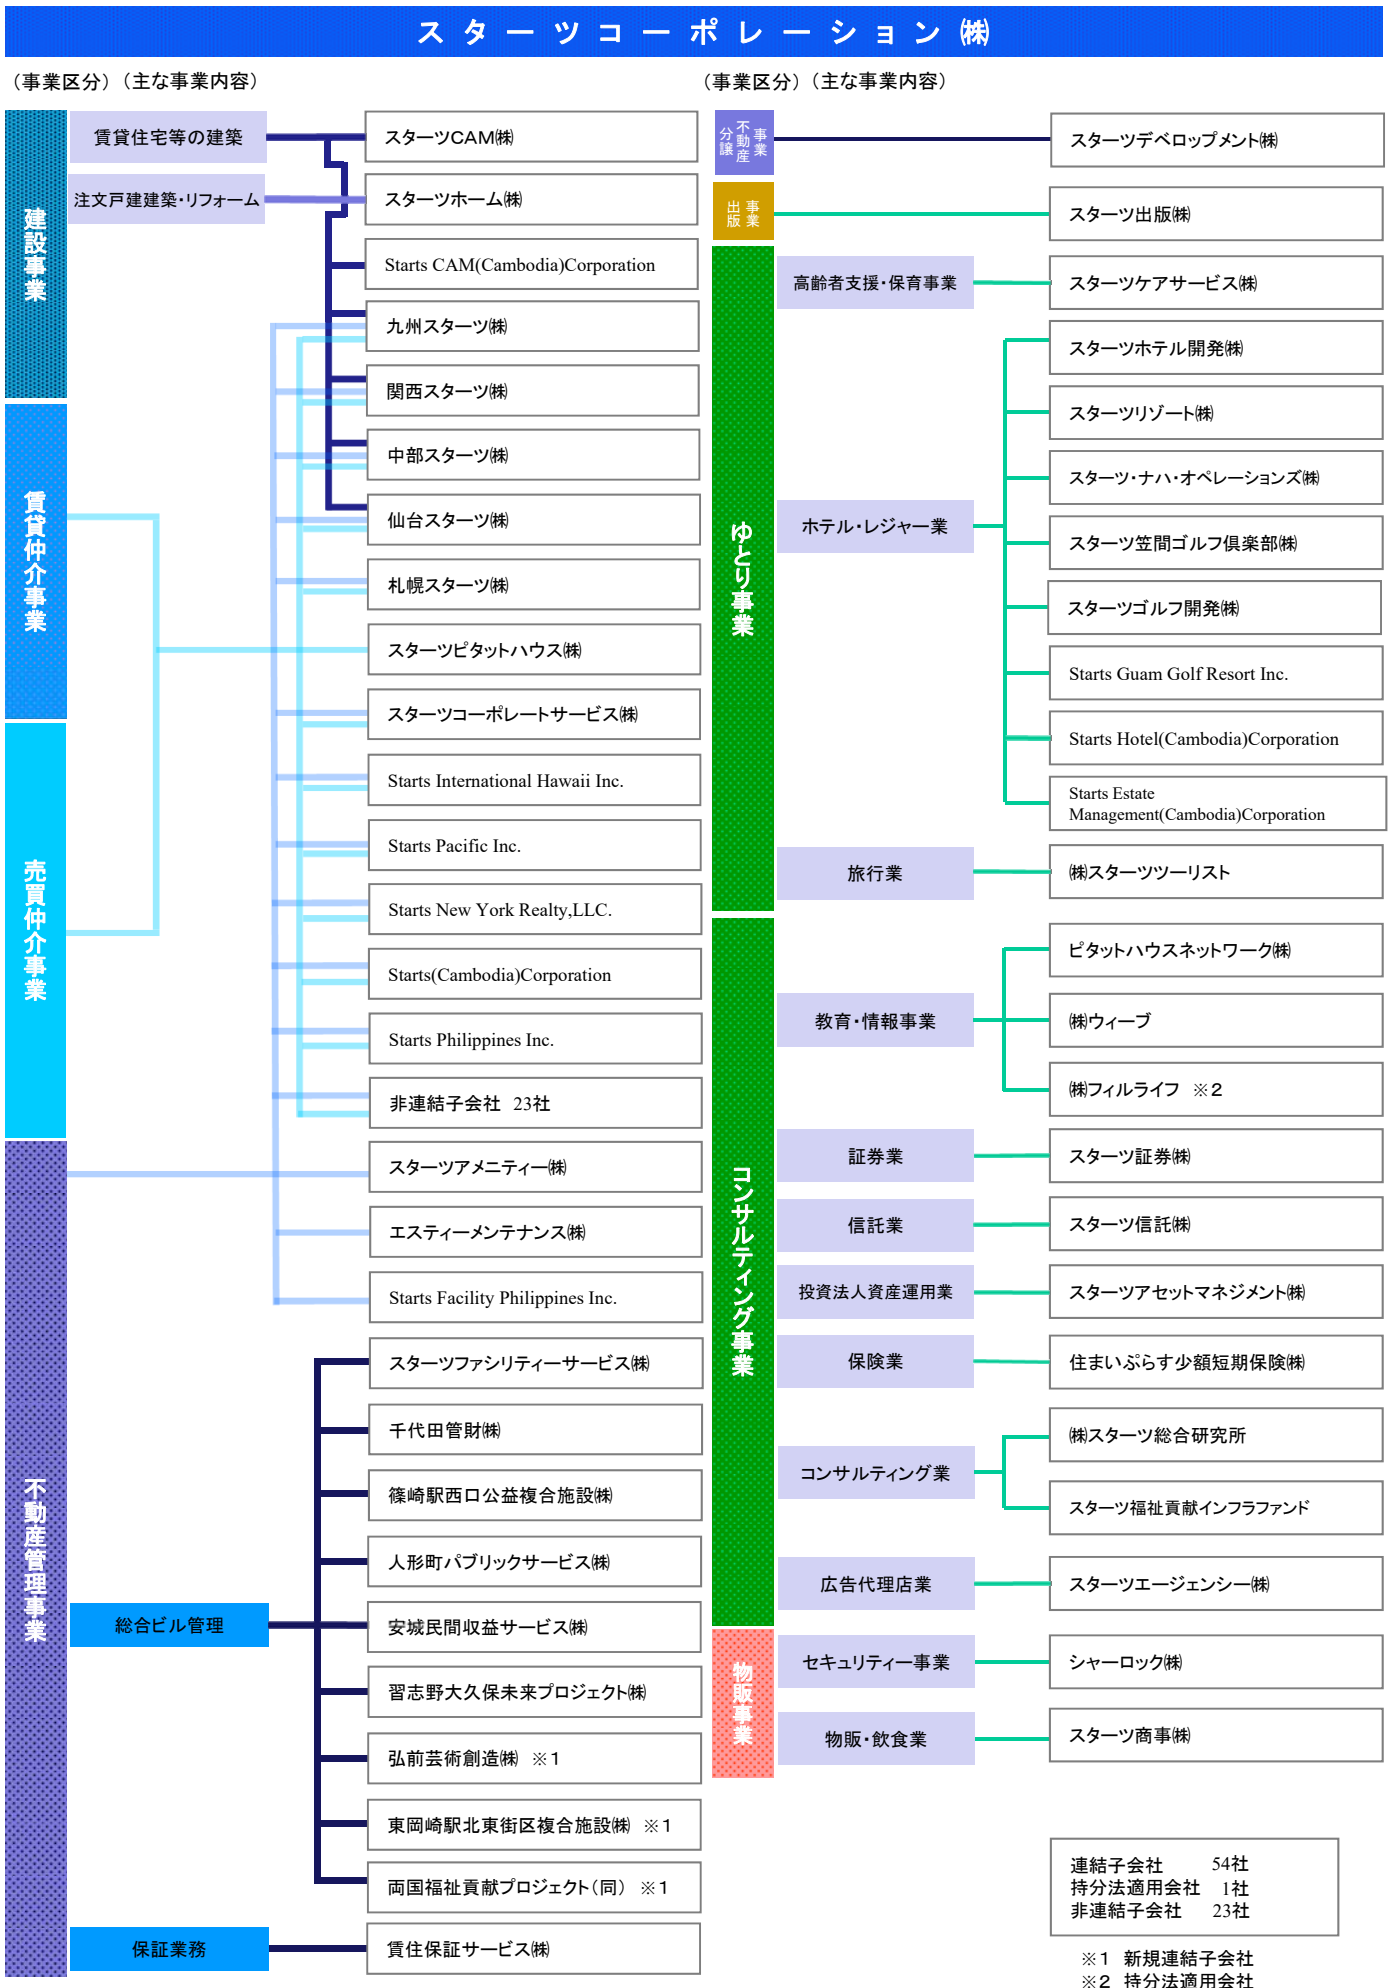 スターツコーポレーション㈱
（事業区分）（主な事業内容）
建設事業
賃貸住宅等の建築
スターツCAM㈱
注文戸建建築・リフォーム
スターツホーム㈱
Starts CAM(Cambodia)Corporation
九州スターツ㈱
関西スターツ㈱
中部スターツ㈱
仙台スターツ㈱
賃貸仲介事業
札幌スターツ㈱
スターツピタットハウス㈱
スターツコーポレートサービス㈱
Starts International Hawaii Inc.
売買仲介事業
Starts Pacific Inc.
Starts New York Realty,LLC.
Starts(Cambodia)Corporation
Starts Philippines Inc.
非連結子会社 23社
不動産管理事業
スターツアメニティー㈱
エスティーメンテナンス㈱
Starts Facility Philippines Inc.
スターツファシリティーサービス㈱
千代田管財㈱
篠崎駅西口公益複合施設㈱
人形町パブリックサービス㈱
総合ビル管理
安城民間収益サービス㈱
習志野大久保未来プロジェクト㈱
弘前芸術創造㈱ ※1
東岡崎駅北東街区複合施設㈱ ※1
両国福祉貢献プロジェクト（同） ※1
保証業務
賃住保証サービス㈱
（事業区分）（主な事業内容）
不動産分譲事業
スターツデベロップメント㈱
出版事業
スターツ出版㈱
ゆとり事業
高齢者支援・保育事業
スターツケアサービス㈱
スターツホテル開発㈱
スターツリゾート㈱
スターツ・ナハ・オペレーションズ㈱
ホテル・レジャー業
スターツ笠間ゴルフ倶楽部㈱
スターツゴルフ開発㈱
Starts Guam Golf Resort Inc.
Starts Hotel(Cambodia)Corporation
Starts Estate
Management(Cambodia)Corporation
旅行業
㈱スターツツーリスト
コンサルティング事業
ピタットハウスネットワーク㈱
教育・情報事業
㈱ウィーブ
㈱フィルライフ ※2
証券業
スターツ証券㈱
信託業
スターツ信託㈱
投資法人資産運用業
スターツアセットマネジメント㈱
保険業
住まいぷらす少額短期保険㈱
㈱スターツ総合研究所
コンサルティング業
スターツ福祉貢献インフラファンド
広告代理店業
スターツエージェンシー㈱
物販事業
セキュリティー事業
シャーロック㈱
物販・飲食業
スターツ商事㈱
連結子会社 54社
持分法適用会社 1社
非連結子会社 23社
※1 新規連結子会社
※2 持分法適用会社